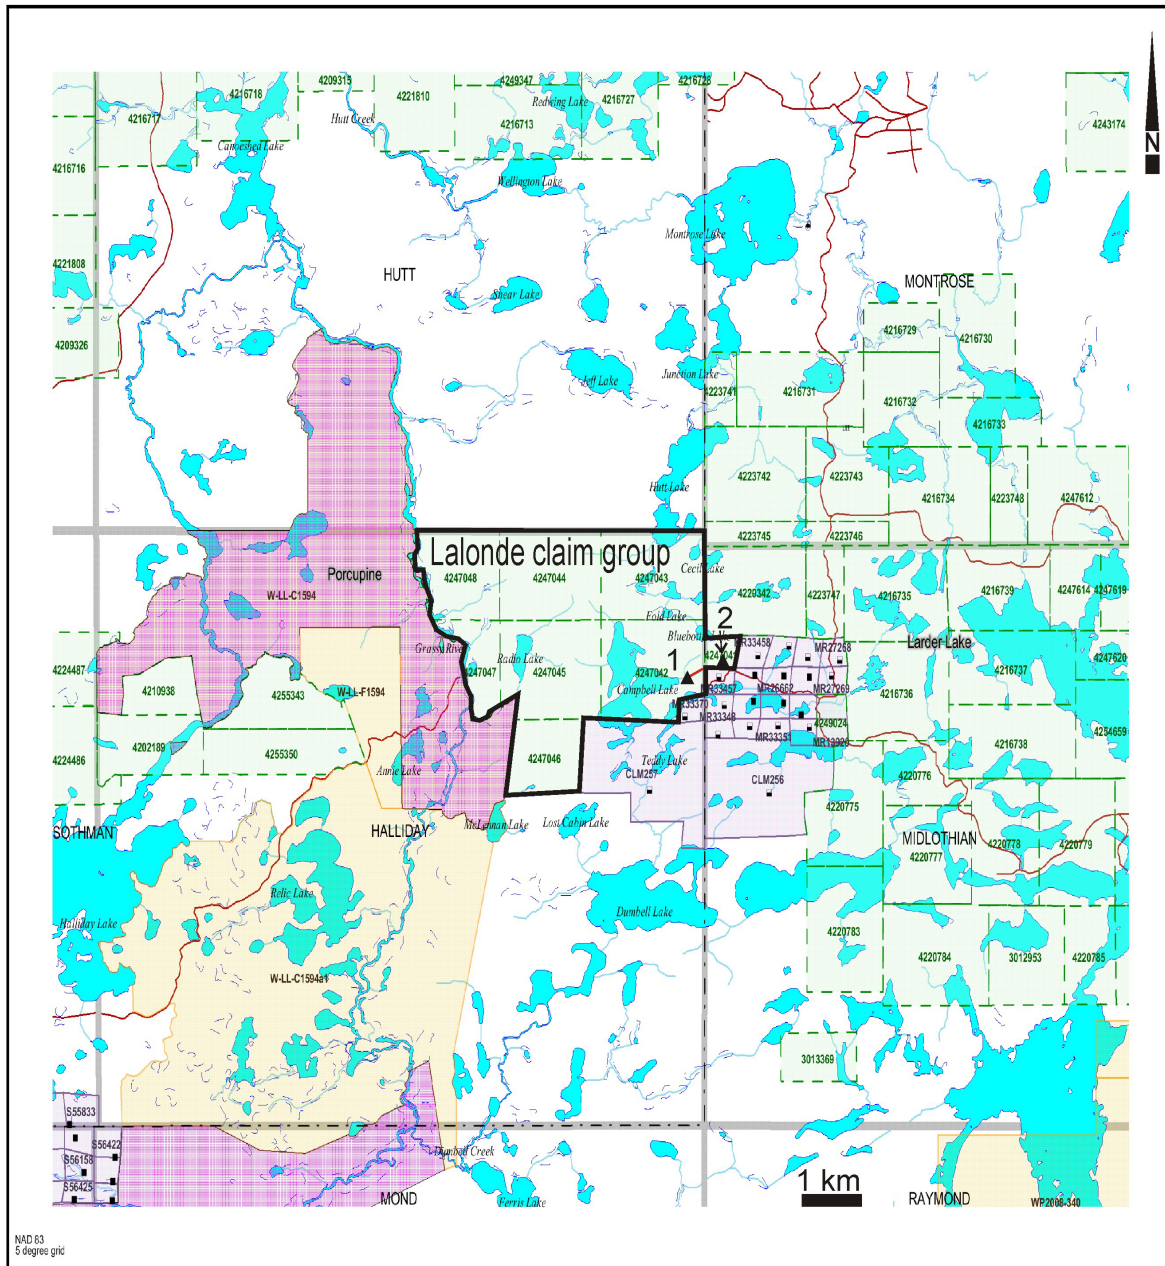 N
4209315
4249347
4216728
4216718
4221810
Redwing Lake
4216727
4216717
Hutt Creek
4216713
4243174
Canoeshed Lake
4216716
Wellington Lake
Montrose Lake
4221808
HUTT
MONTROSE
Shear Lake
4216729
4209326
4216730
Junction Lake
Jeff Lake
4223741
4216731
4216732
4216733
4223742
4223743
Hutt Lake
4216734
4223748
4247612
4223745
4223746
Lalonde claim group
Cecil Lake
Porcupine
4247048
4247044
4247043
W-LL-C1594
4220342
4223747
4216735
4216739
4247614
4247619
Fold Lake
2
Grassy River
MR33458
MR27268
Larder Lake
4224487
Radio Lake
1
4247620
4247047
4247045
4247042
4216737
4210938
4255343
W-LL-F1594
Campbell Lake
MR33457
MR26662
MR27269
4216736
MR33370
MR33348
4249024
4254659
4202189
MR33351
MR13920
4216738
4224486
4255350
4247046
Teddy Lake
Annie Lake
CLM257
CLM256
4220776
4220775
SOTHMAN
HALLIDAY
McLennan Lake
Lost Cabin Lake
MIDLOTHIAN
4220778
4220779
4220777
Relic Lake
Halliday Lake
Dumbell Lake
4220783
4220784
3012953
4220785
W-LL-C1594a1
3013369
S55833
S56422
Dumbell Creek
S56158
S56425
1 km
MOND
Ferris Lake
RAYMOND
WP2008-340
NAD 83
5 degree grid